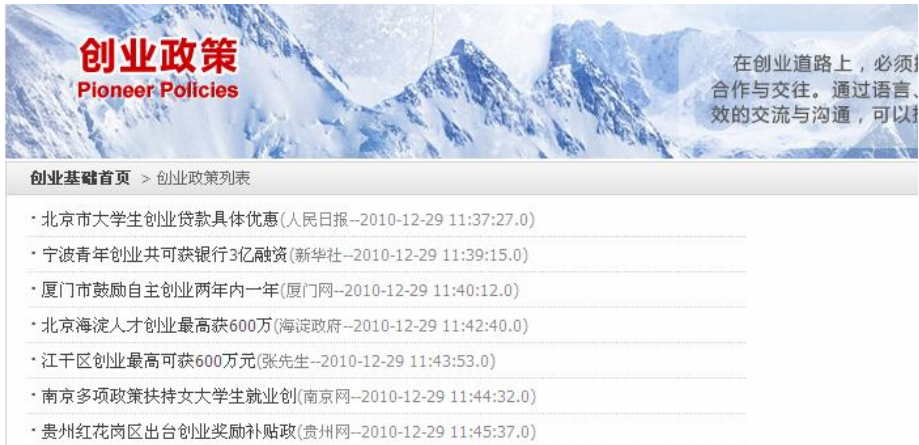 创业政策
Pioneer Policies
在创业道路上，必须
合作与交往。通过语言、
效的交流与沟通，可以
创业基础首页 > 创业政策列表
·北京市大学生创业贷款具体优惠(人民日报--2010-12-29 11:37:27.0)
·宁波青年创业共可获银行3亿融资(新华社--2010-12-29 11:39:15.0)
·厦门市鼓励自主创业两年内一年(厦门网--2010-12-29 11:40:12.0)
·北京海淀人才创业最高获600万(海淀政府--2010-12-29 11:42:40.0)
·江干区创业最高可获600万元(张先生--2010-12-29 11:43:53.0)
·南京多项政策扶持女大学生就业创(南京网--2010-12-29 11:44:32.0)
·贵州红花岗区出台创业奖励补贴政(贵州网--2010-12-29 11:45:37.0)